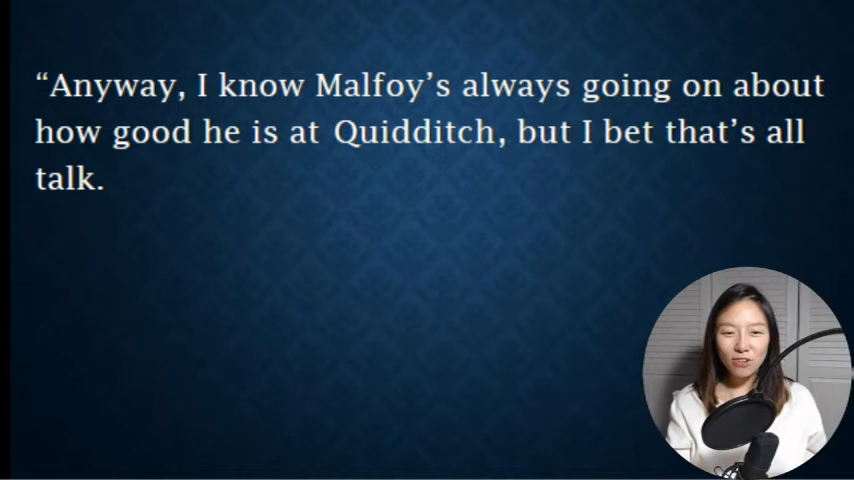 “Anyway, I know Malfoy’s always going on about
how good he is at Quidditch, but I bet that’s all
talk.